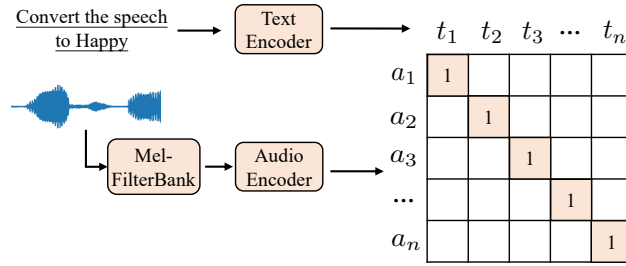 Convert the speech
to Happy
Text
Encoder
t₁ t₂ t₃ ... tₙ
a₁ 1
a₂ 1
a₃ 1
... 1
aₙ 1
Mel-
FilterBank
Audio
Encoder